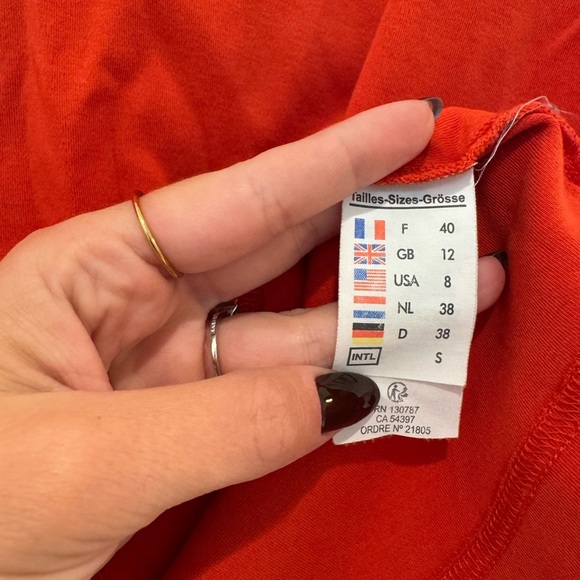 Tailles-Sizes-Grösse
F 40
GB 12
USA 8
NL 38
D 38
INTL S
RN 130787
CA 54397
ORDRE Nº 21805